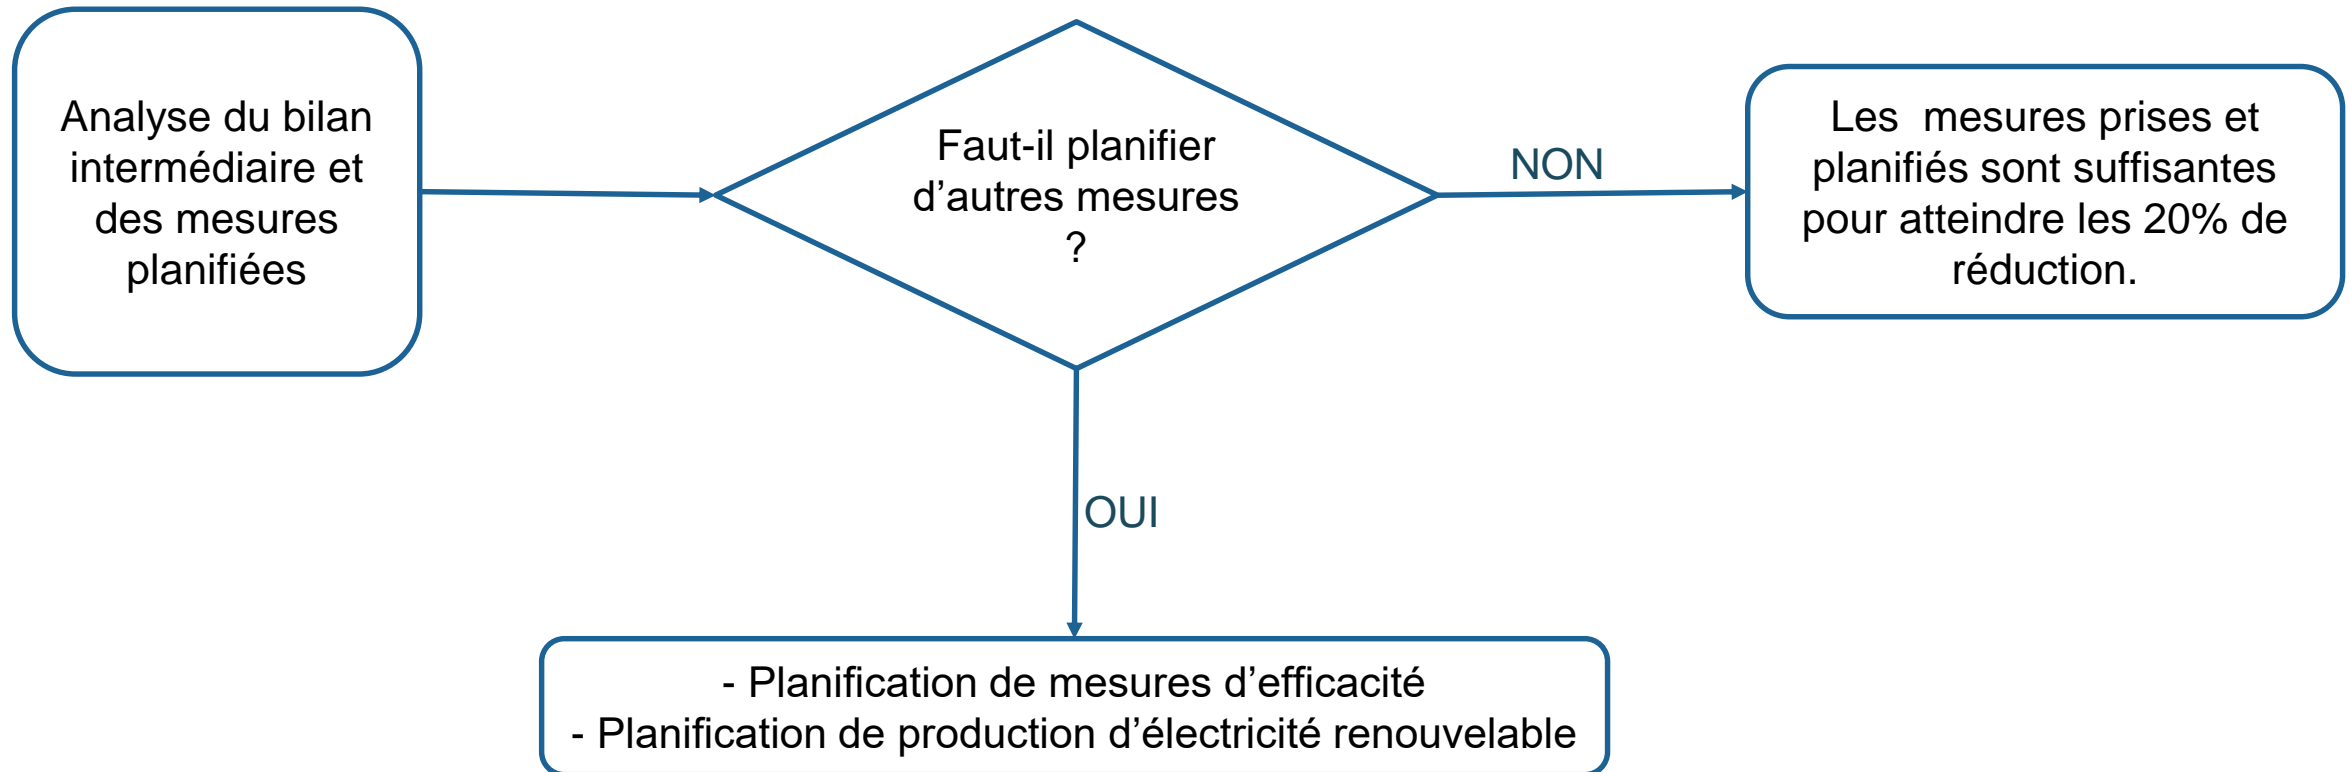 Analyse du bilan
intermédiaire et
des mesures
planifiées
Faut-il planifier
d’autres mesures
?
NON
Les  mesures prises et
planifiés sont suffisantes
pour atteindre les 20% de
réduction.
OUI
- Planification de mesures d’efficacité
- Planification de production d’électricité renouvelable